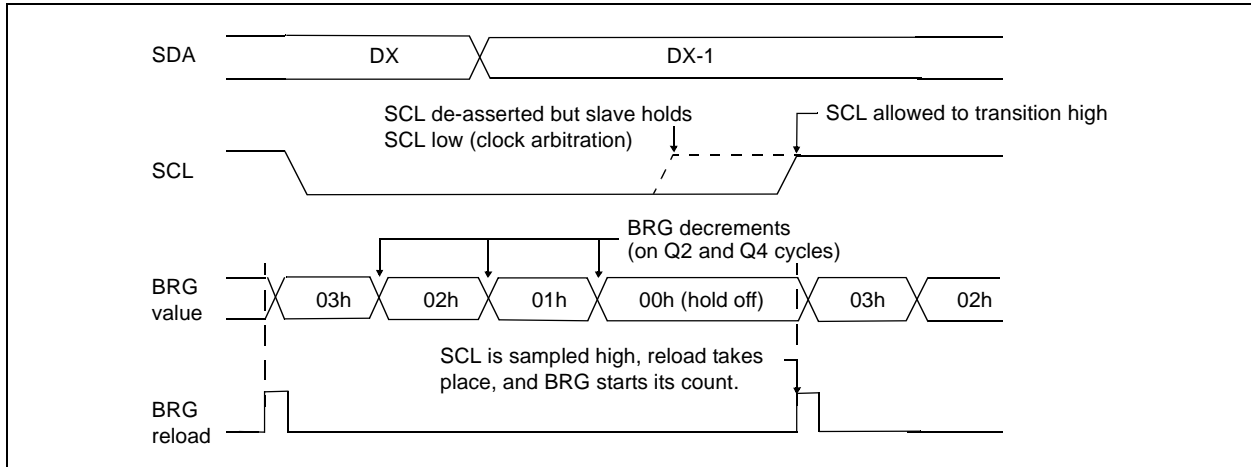 SDA
DX
DX-1
SCL de-asserted but slave holds
SCL low (clock arbitration)
SCL allowed to transition high
SCL
BRG decrements
(on Q2 and Q4 cycles)
BRG
value
03h
02h
01h
00h (hold off)
03h
02h
SCL is sampled high, reload takes
place, and BRG starts its count.
BRG
reload